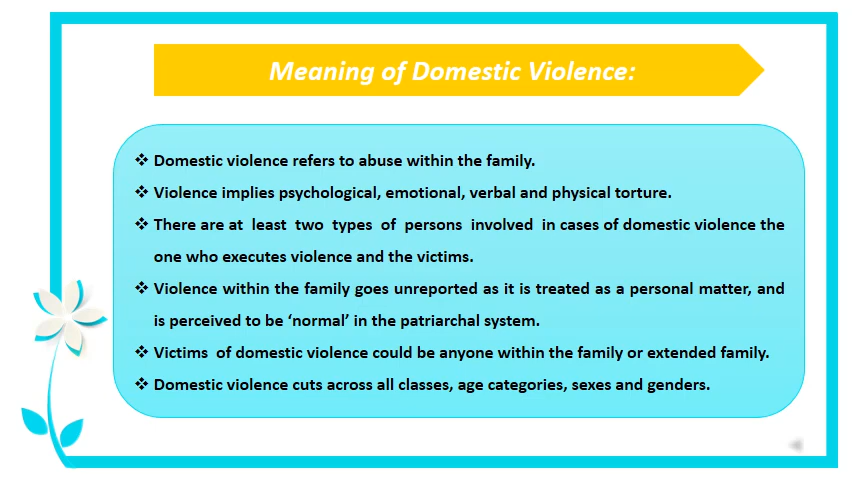 Meaning of Domestic Violence:
❖ Domestic violence refers to abuse within the family.
❖ Violence implies psychological, emotional, verbal and physical torture.
❖ There are at least two types of persons involved in cases of domestic violence the
one who executes violence and the victims.
❖ Violence within the family goes unreported as it is treated as a personal matter, and
is perceived to be ‘normal’ in the patriarchal system.
❖ Victims of domestic violence could be anyone within the family or extended family.
❖ Domestic violence cuts across all classes, age categories, sexes and genders.